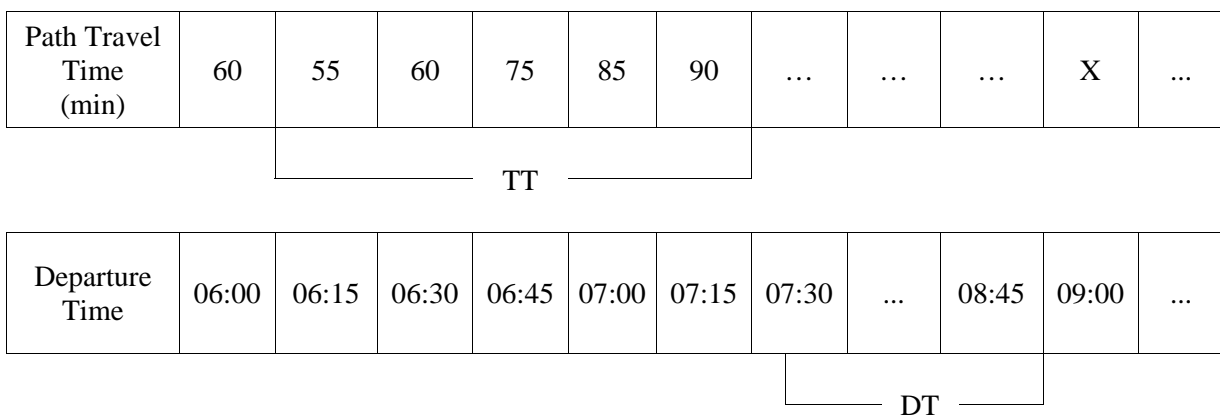 Path Travel
Time
(min)
60 55 60 75 85 90 … … … X ...
TT
Departure
Time
06:00 06:15 06:30 06:45 07:00 07:15 07:30 ... 08:45 09:00 ...
DT